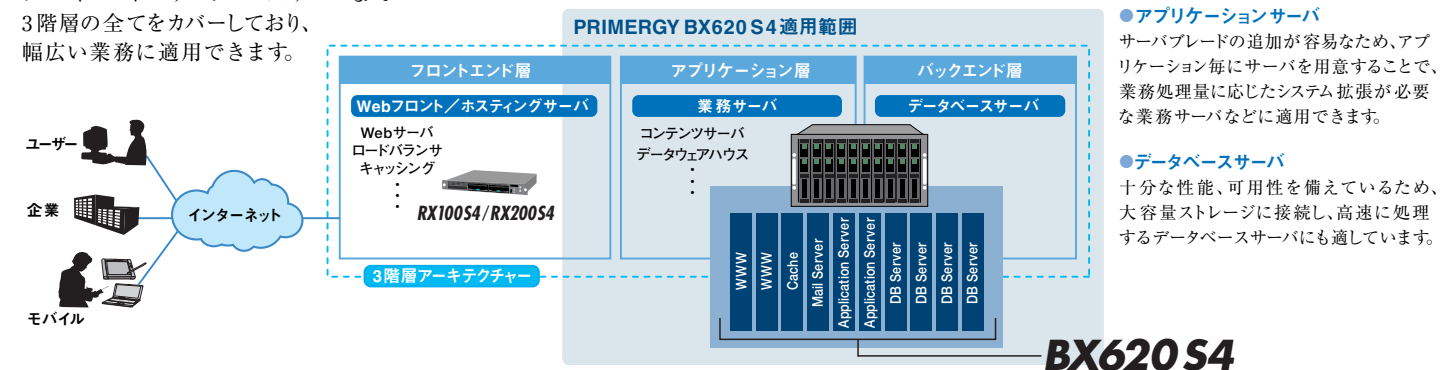 3階層の全てをカバーしており、
幅広い業務に適用できます。
PRIMERGY BX620 S4 適用範囲
フロントエンド層
アプリケーション層
バックエンド層
Webフロント／ホスティングサーバ
業務サーバ
データベースサーバ
Webサーバ
ロードバランサ
キャッシング
・
・
・
コンテンツサーバ
データウェアハウス
・
・
・
RX100S4/RX200S4
ユーザー
企業
モバイル
インターネット
3階層アーキテクチャー
WWW
WWW
Cache
Mail Server
Application Server
Application Server
DB Server
DB Server
DB Server
DB Server
BX620 S4
●アプリケーションサーバ
サーバブレードの追加が容易なため、アプ
リケーション毎にサーバを用意することで、
業務処理量に応じたシステム拡張が必要
な業務サーバなどに適用できます。
●データベースサーバ
十分な性能、可用性を備えているため、
大容量ストレージに接続し、高速に処理
するデータベースサーバにも適しています。